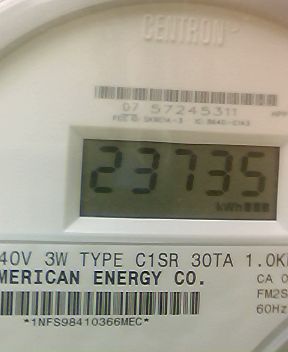 CENTRON
07 57245311
23735
kWh
40V 3W TYPE C1SR 30TA 1.0K
MERICAN ENERGY CO.
CA 0
FM2S
60Hz
*1NFS98410366MEC*